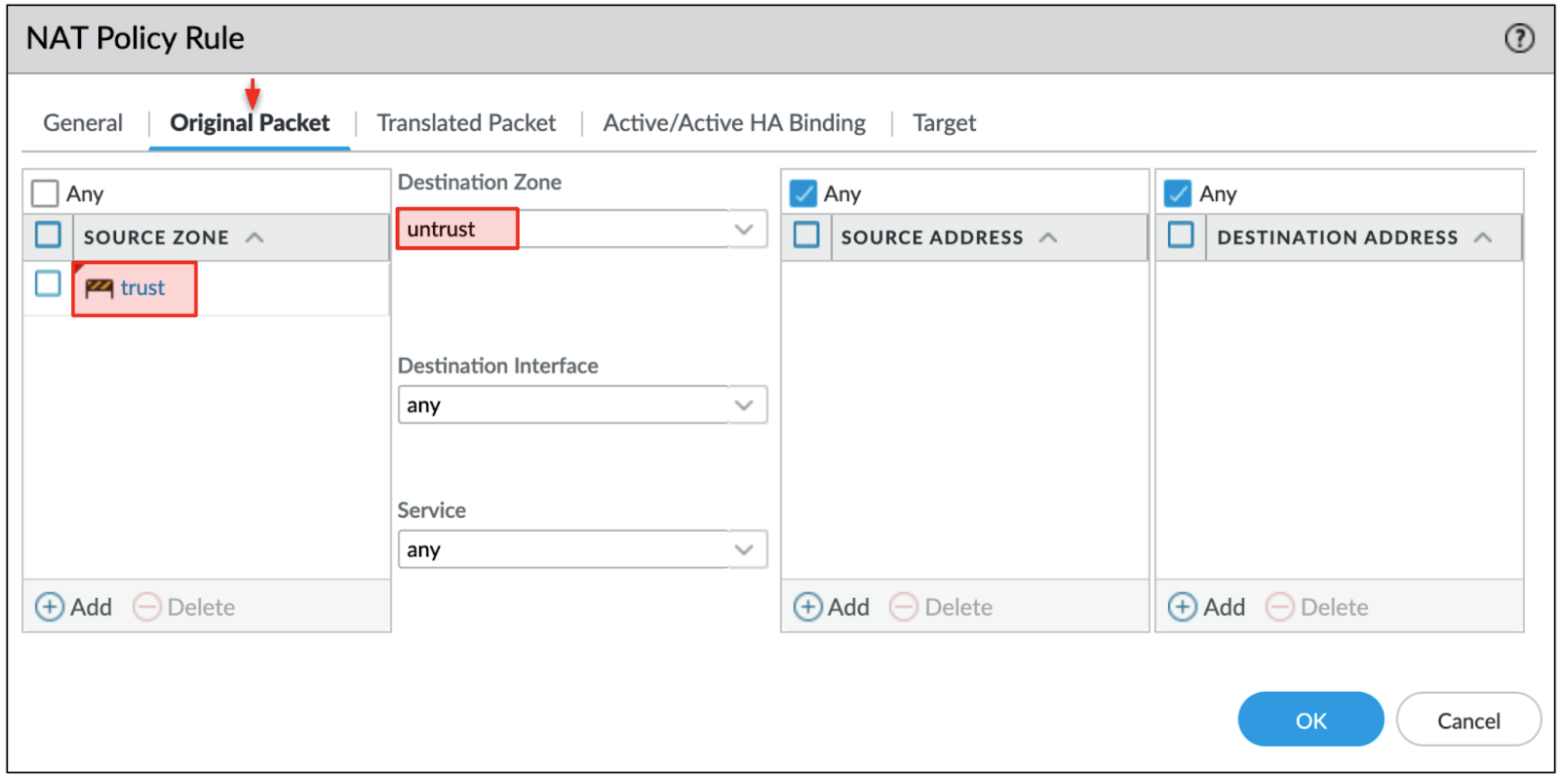 NAT Policy Rule
?
General | Original Packet | Translated Packet | Active/Active HA Binding | Target
Any
SOURCE ZONE
trust
Add Delete
Destination Zone
untrust
Destination Interface
any
Service
any
Any
SOURCE ADDRESS
Add Delete
Any
DESTINATION ADDRESS
Add Delete
OK Cancel